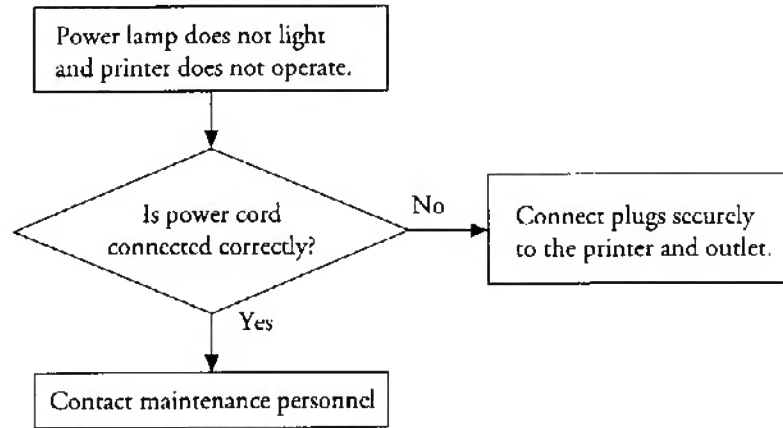 Power lamp does not light
and printer does not operate.
Is power cord
connected correctly?
No
Connect plugs securely
to the printer and outlet.
Yes
Contact maintenance personnel